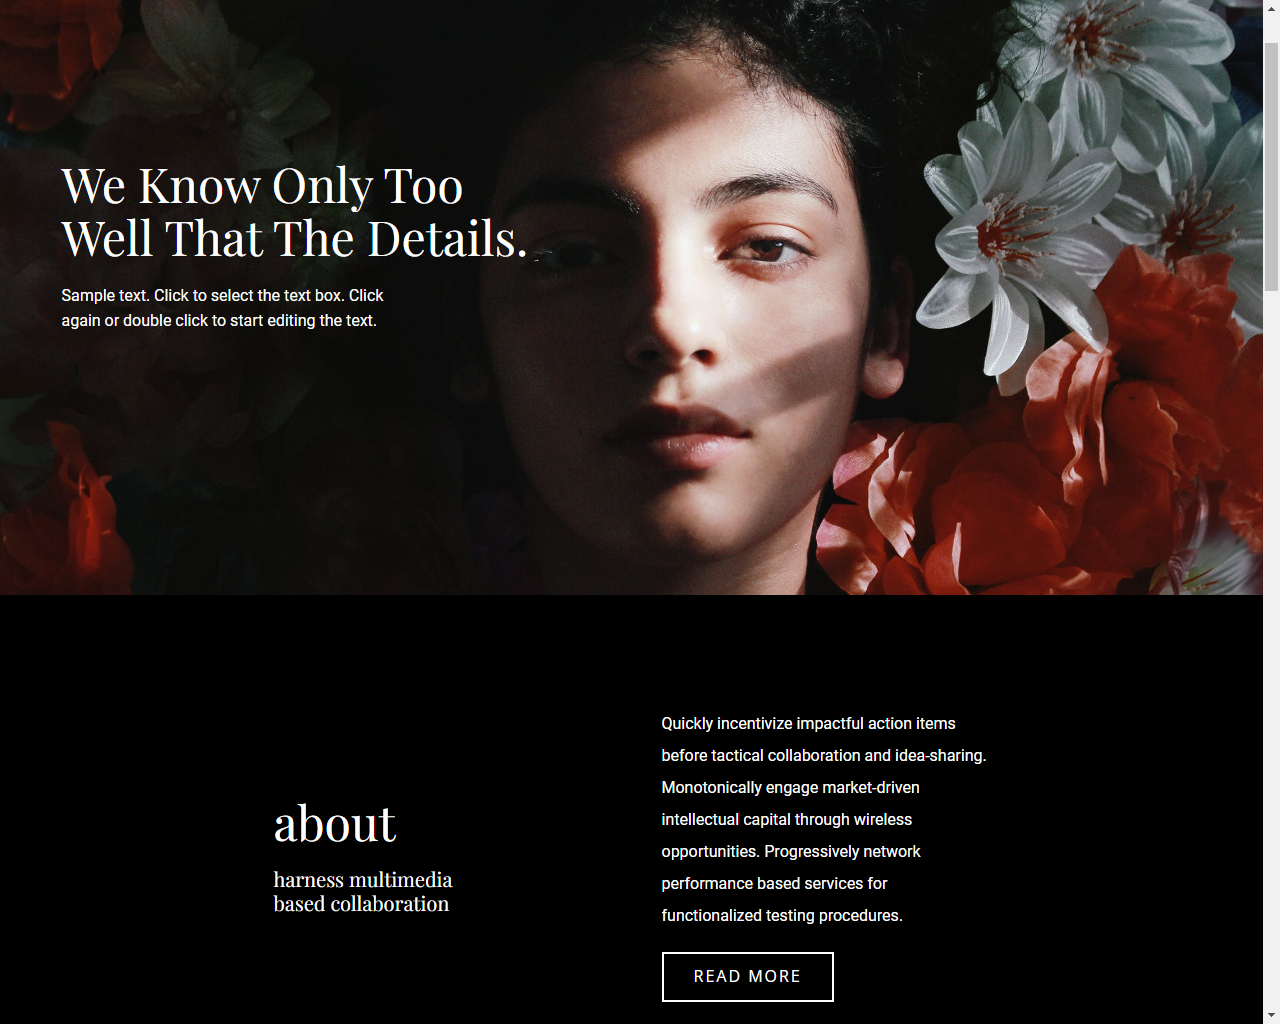 We Know Only Too
Well That The Details.
Sample text. Click to select the text box. Click
again or double click to start editing the text.
about
harness multimedia
based collaboration
Quickly incentivize impactful action items
before tactical collaboration and idea-sharing.
Monotonically engage market-driven
intellectual capital through wireless
opportunities. Progressively network
performance based services for
functionalized testing procedures.
READ MORE